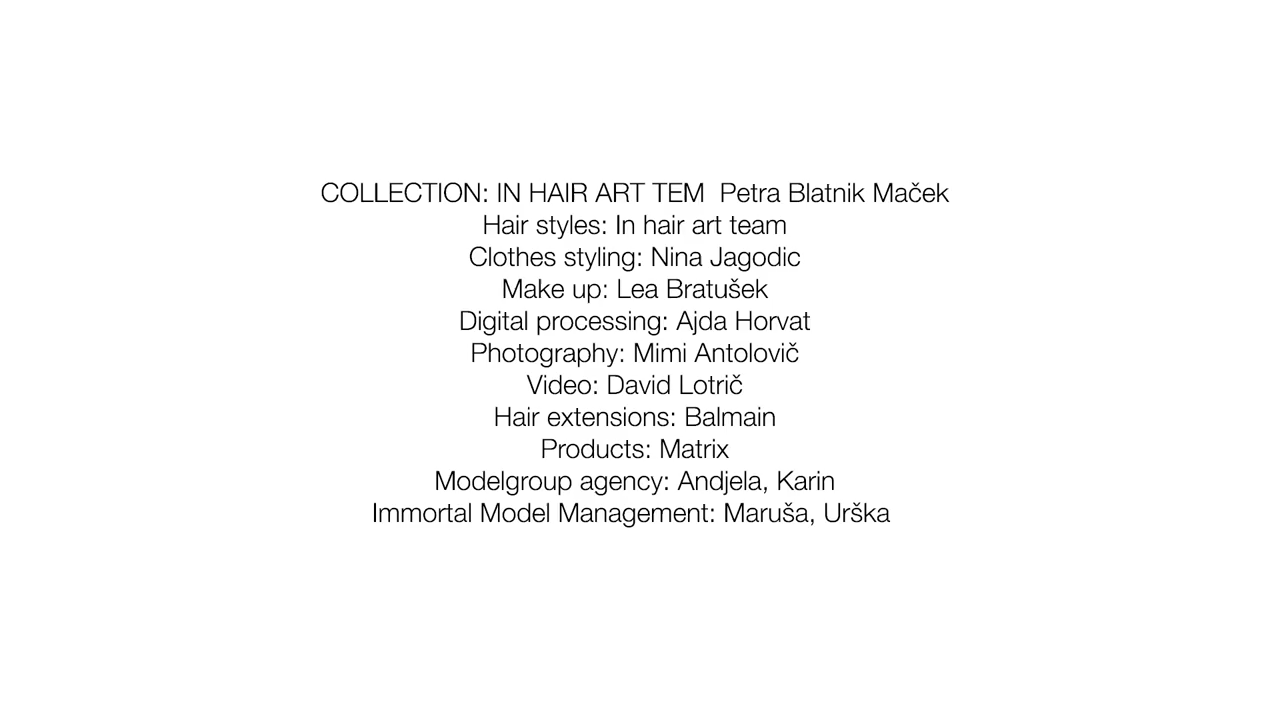 COLLECTION: IN HAIR ART TEM  Petra Blatnik Maček
Hair styles: In hair art team
Clothes styling: Nina Jagodic
Make up: Lea Bratušek
Digital processing: Ajda Horvat
Photography: Mimi Antolovič
Video: David Lotrič
Hair extensions: Balmain
Products: Matrix
Modelgroup agency: Andjela, Karin
Immortal Model Management: Maruša, Urška